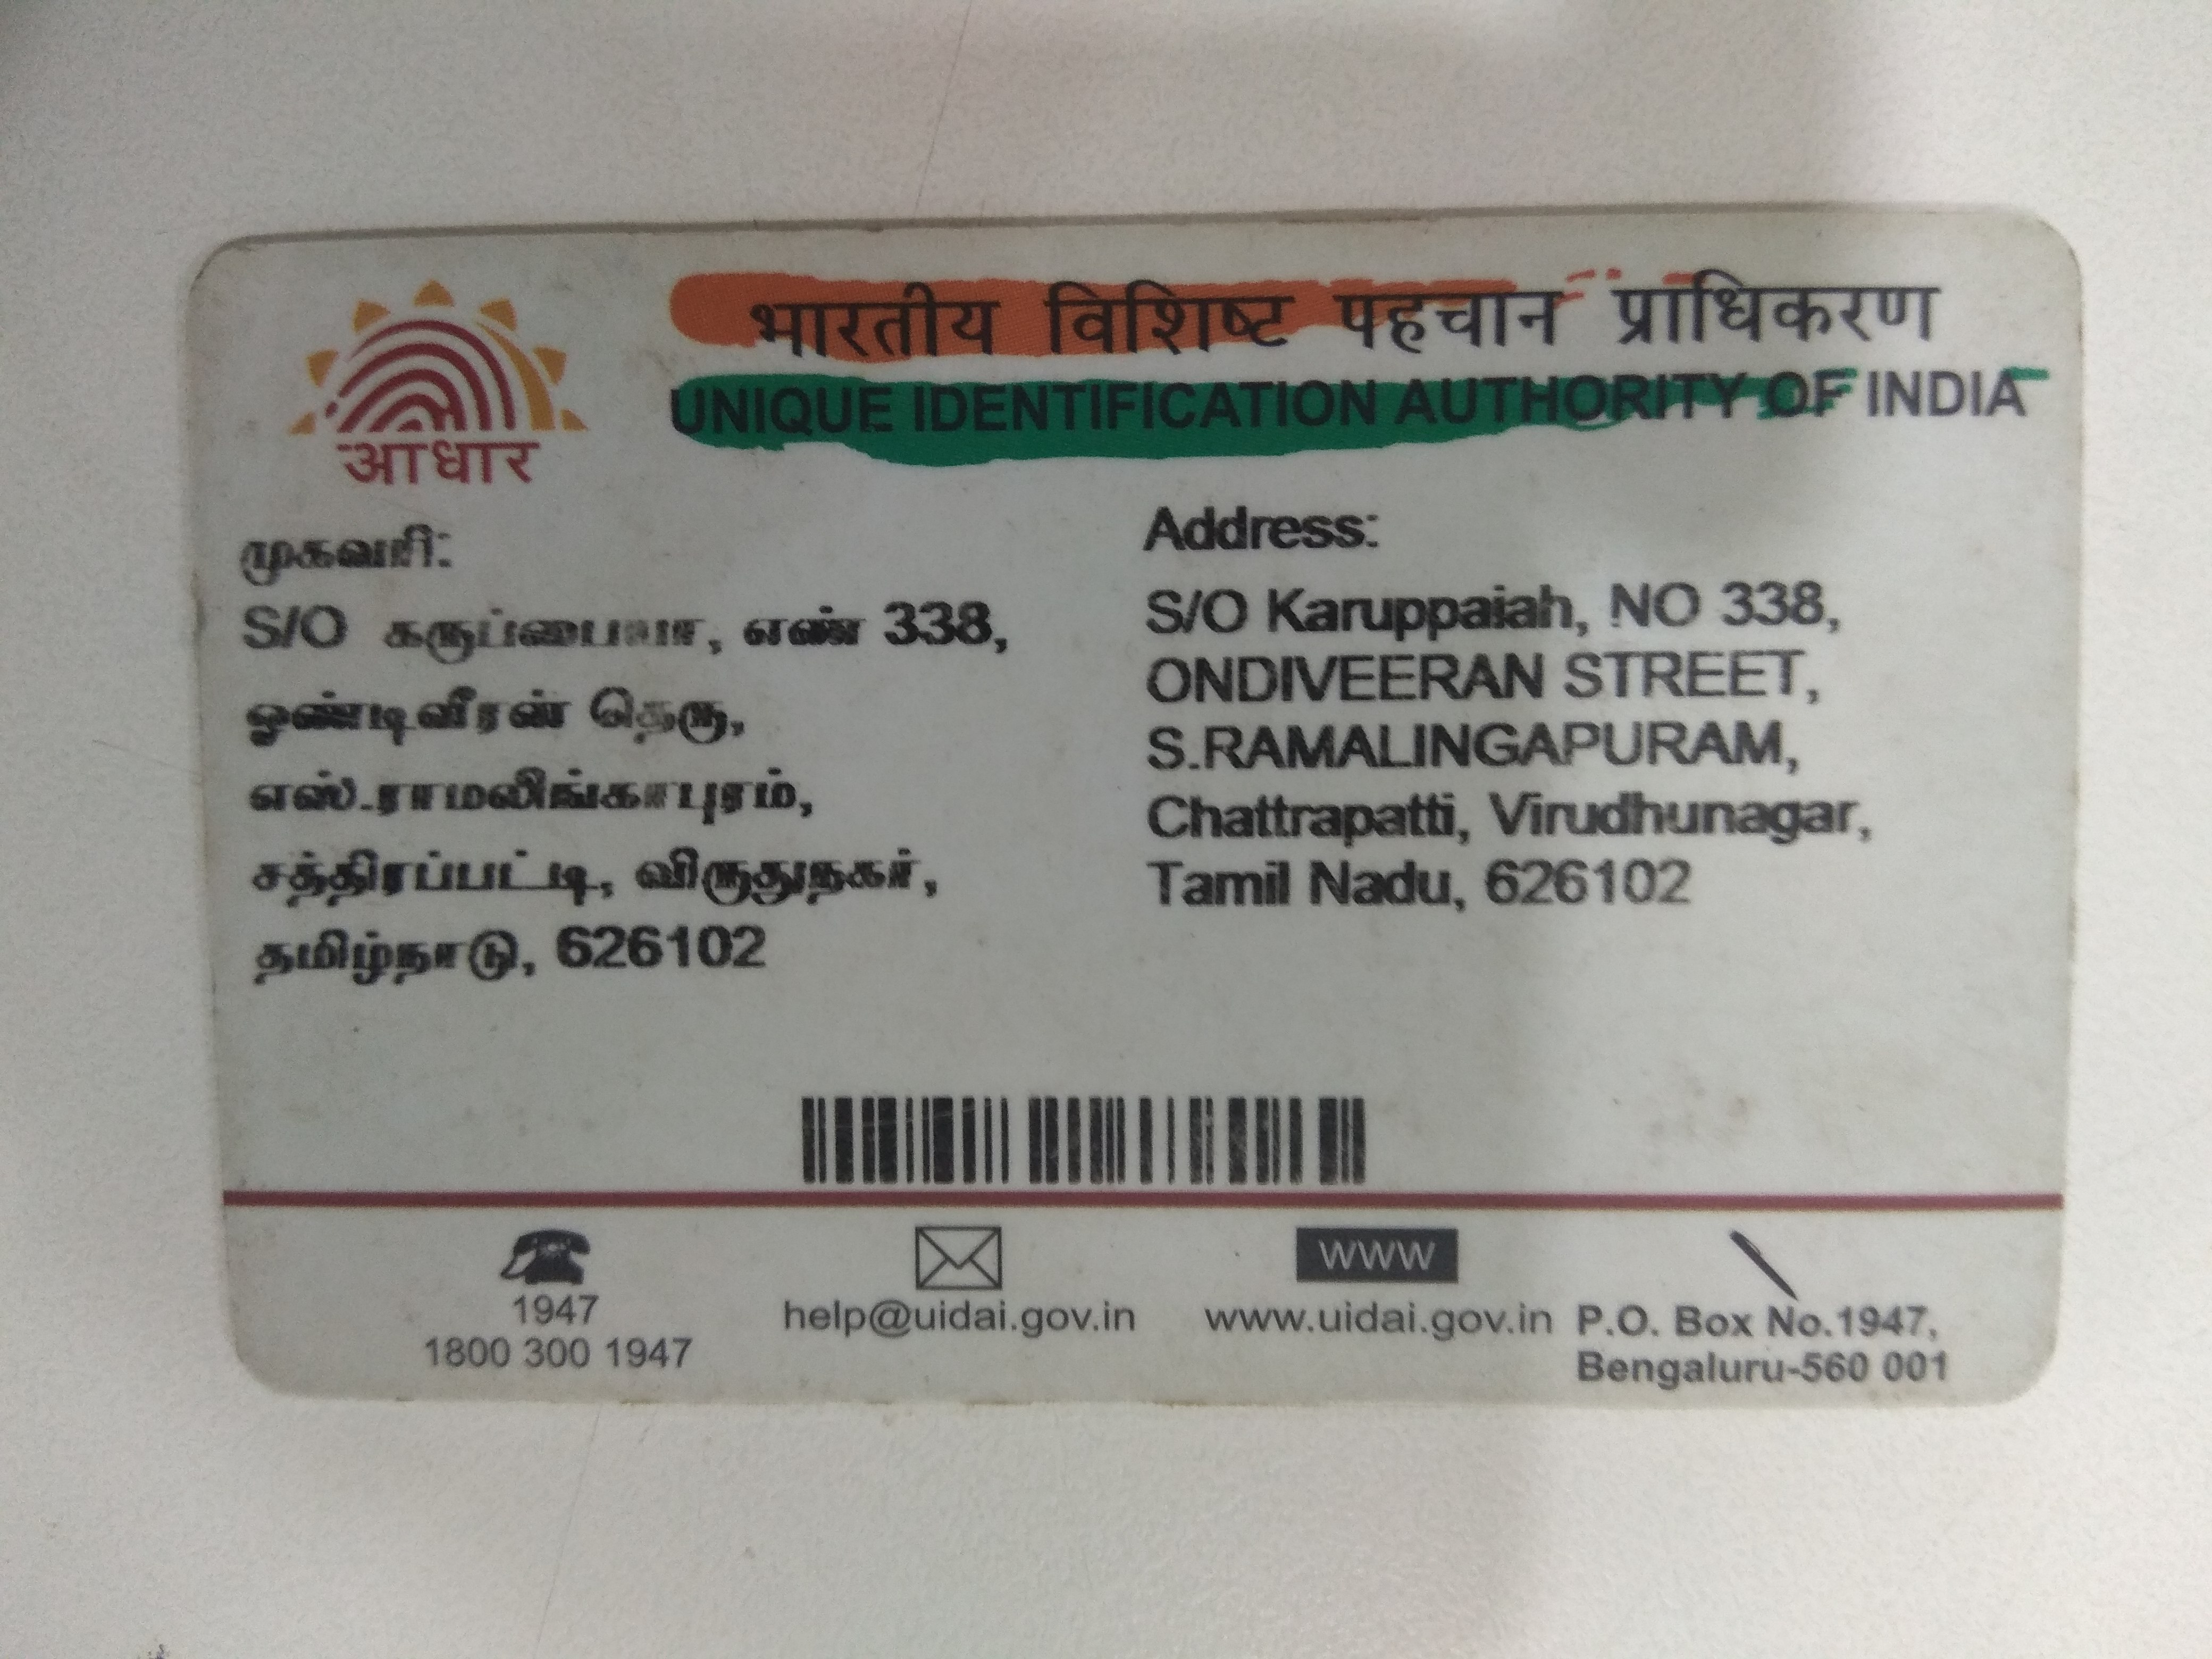 भारतीय विशिष्ट पहचान प्राधिकरण
UNIQUE IDENTIFICATION AUTHORITY OF INDIA
आधार
முகவரி:
S/O கருப்பையா, எண் 338,
ஒண்டிவீரன் தெரு,
எஸ்.ராமலிங்காபுரம்,
சத்திரப்பட்டி, விருதுநகர்,
தமிழ்நாடு, 626102
Address:
S/O Karuppaiah, NO 338,
ONDIVEERAN STREET,
S.RAMALINGAPURAM,
Chattrapatti, Virudhunagar,
Tamil Nadu, 626102
1947
1800 300 1947
help@uidai.gov.in
WWW
www.uidai.gov.in
P.O. Box No.1947,
Bengaluru-560 001